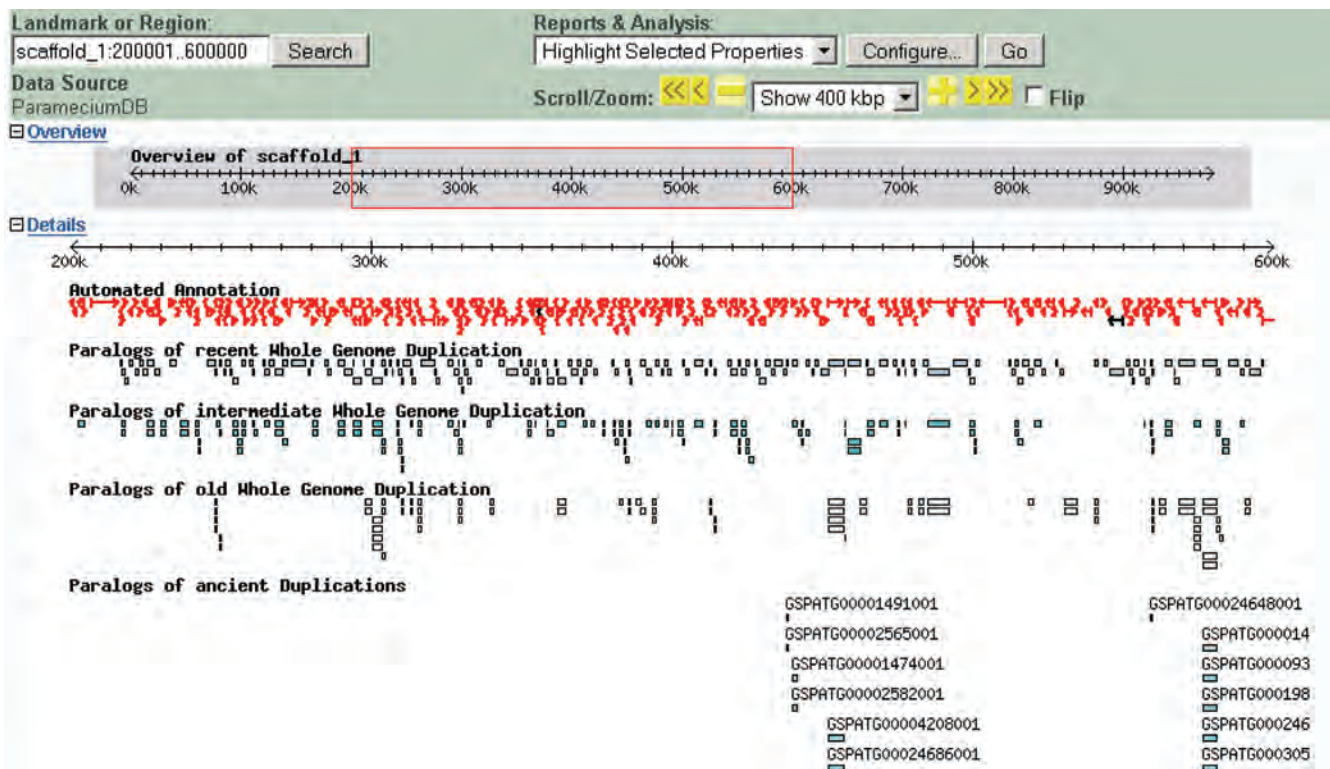 Landmark or Region: Reports & Analysis:
scaffold_1:200001..600000 Search Highlight Selected Properties Configure... Go
Data Source
ParameciumDB Scroll/Zoom: Show 400 kbp Flip
Overview
Overview of scaffold_1
0k 100k 200k 300k 400k 500k 600k 700k 800k 900k
Details
200k 300k 400k 500k 600k
Automated Annotation
Paralogs of recent Whole Genome Duplication
Paralogs of intermediate Whole Genome Duplication
Paralogs of old Whole Genome Duplication
Paralogs of ancient Duplications
GSPATG00001491001 GSPATG00024648001
GSPATG00002565001 GSPATG000014
GSPATG00001474001 GSPATG000093
GSPATG00002582001 GSPATG000198
GSPATG00004208001 GSPATG000246
GSPATG00024686001 GSPATG000305